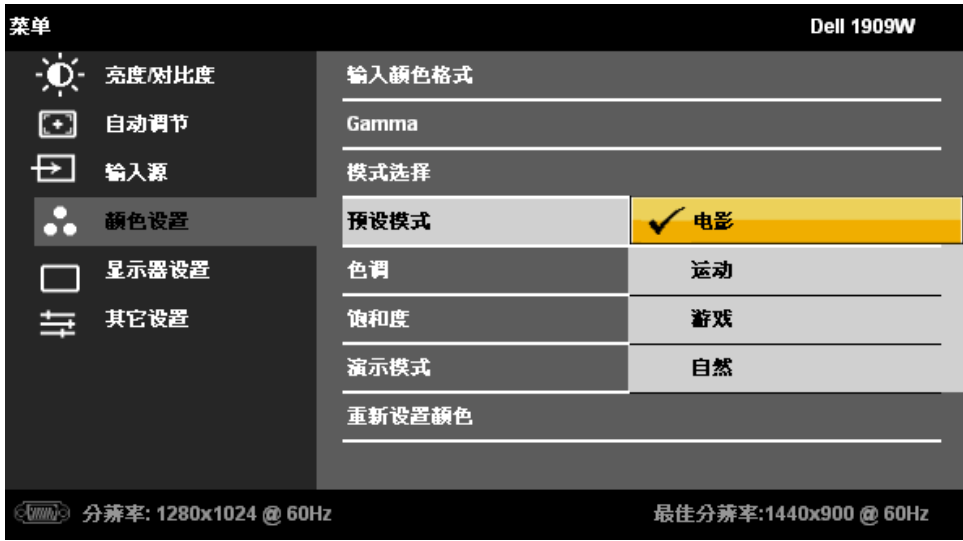 菜单
Dell 1909W
亮度/对比度
自动调节
输入源
颜色设置
显示器设置
其它设置
输入颜色格式
Gamma
模式选择
预设模式
色调
饱和度
演示模式
重新设置颜色
电影
运动
游戏
自然
分辨率: 1280x1024 @ 60Hz
最佳分辨率:1440x900 @ 60Hz